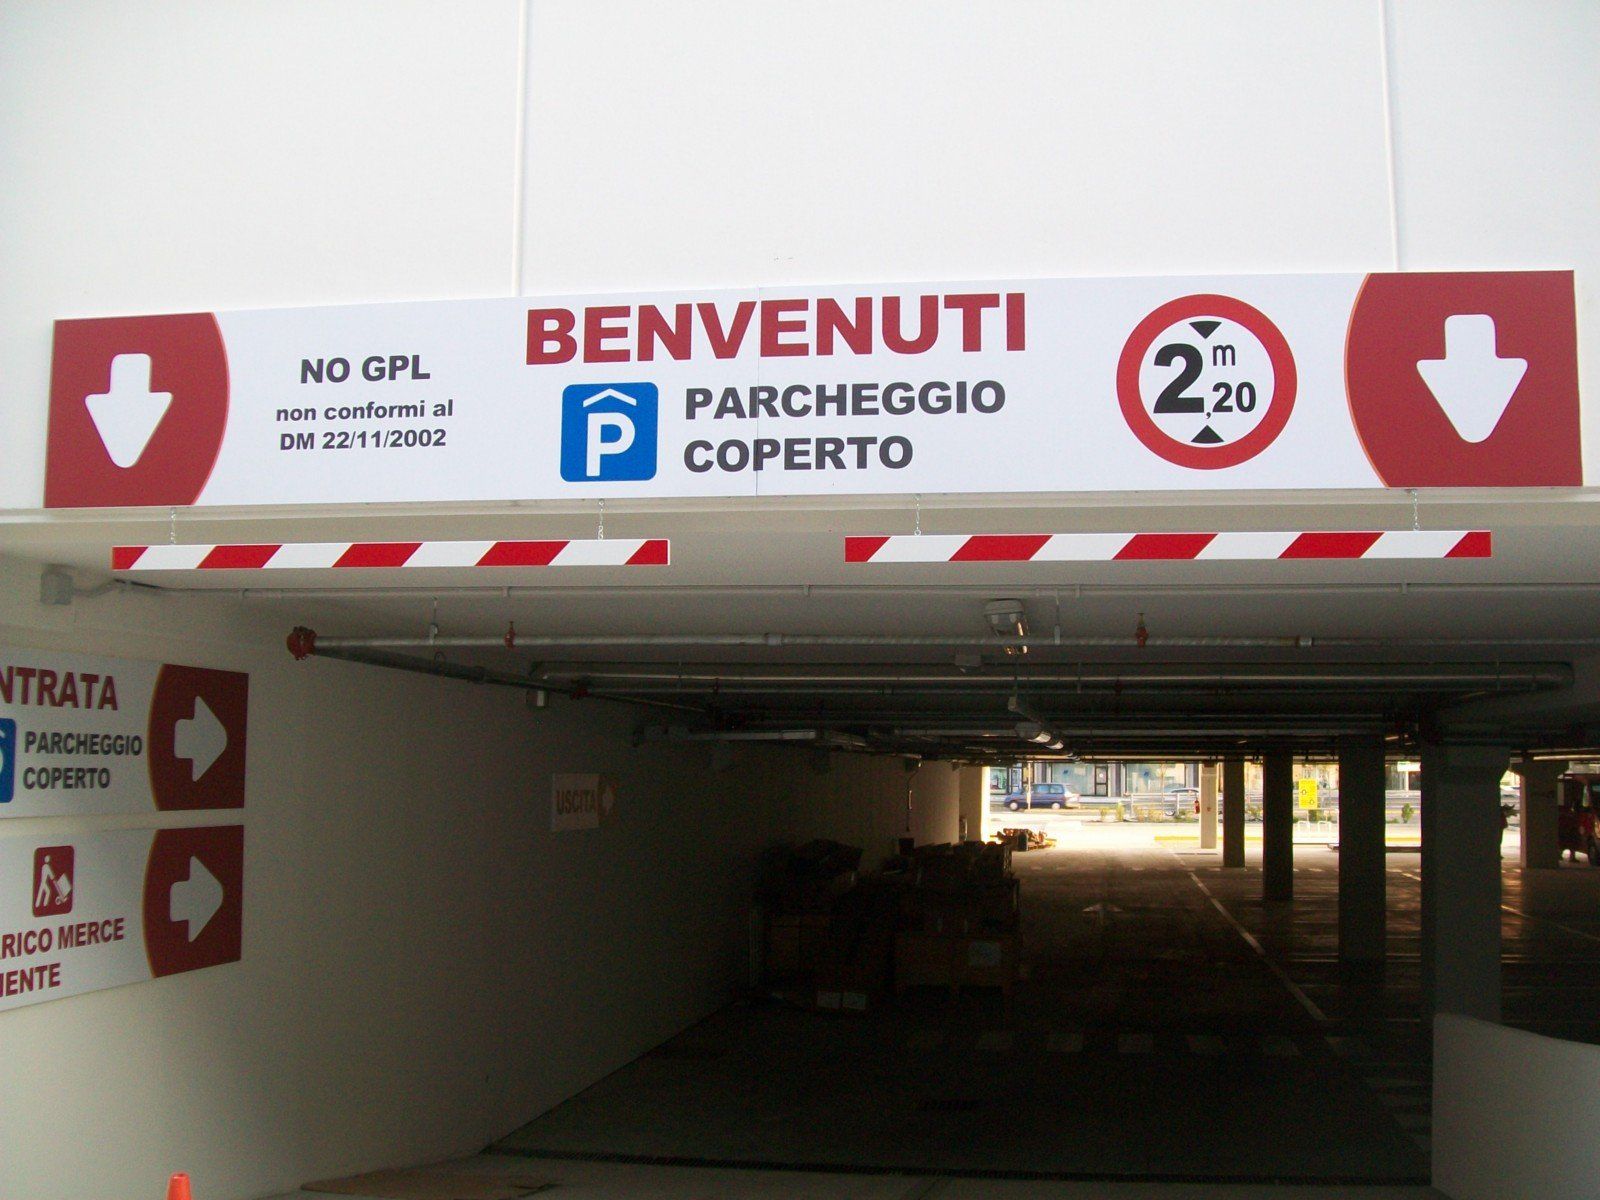 BENVENUTI
NO GPL
non conformi al
DM 22/11/2002
P
PARCHEGGIO
COPERTO
2 m ,20
NTRATA
PARCHEGGIO
COPERTO
USCITA
RICO MERCE
ENTE